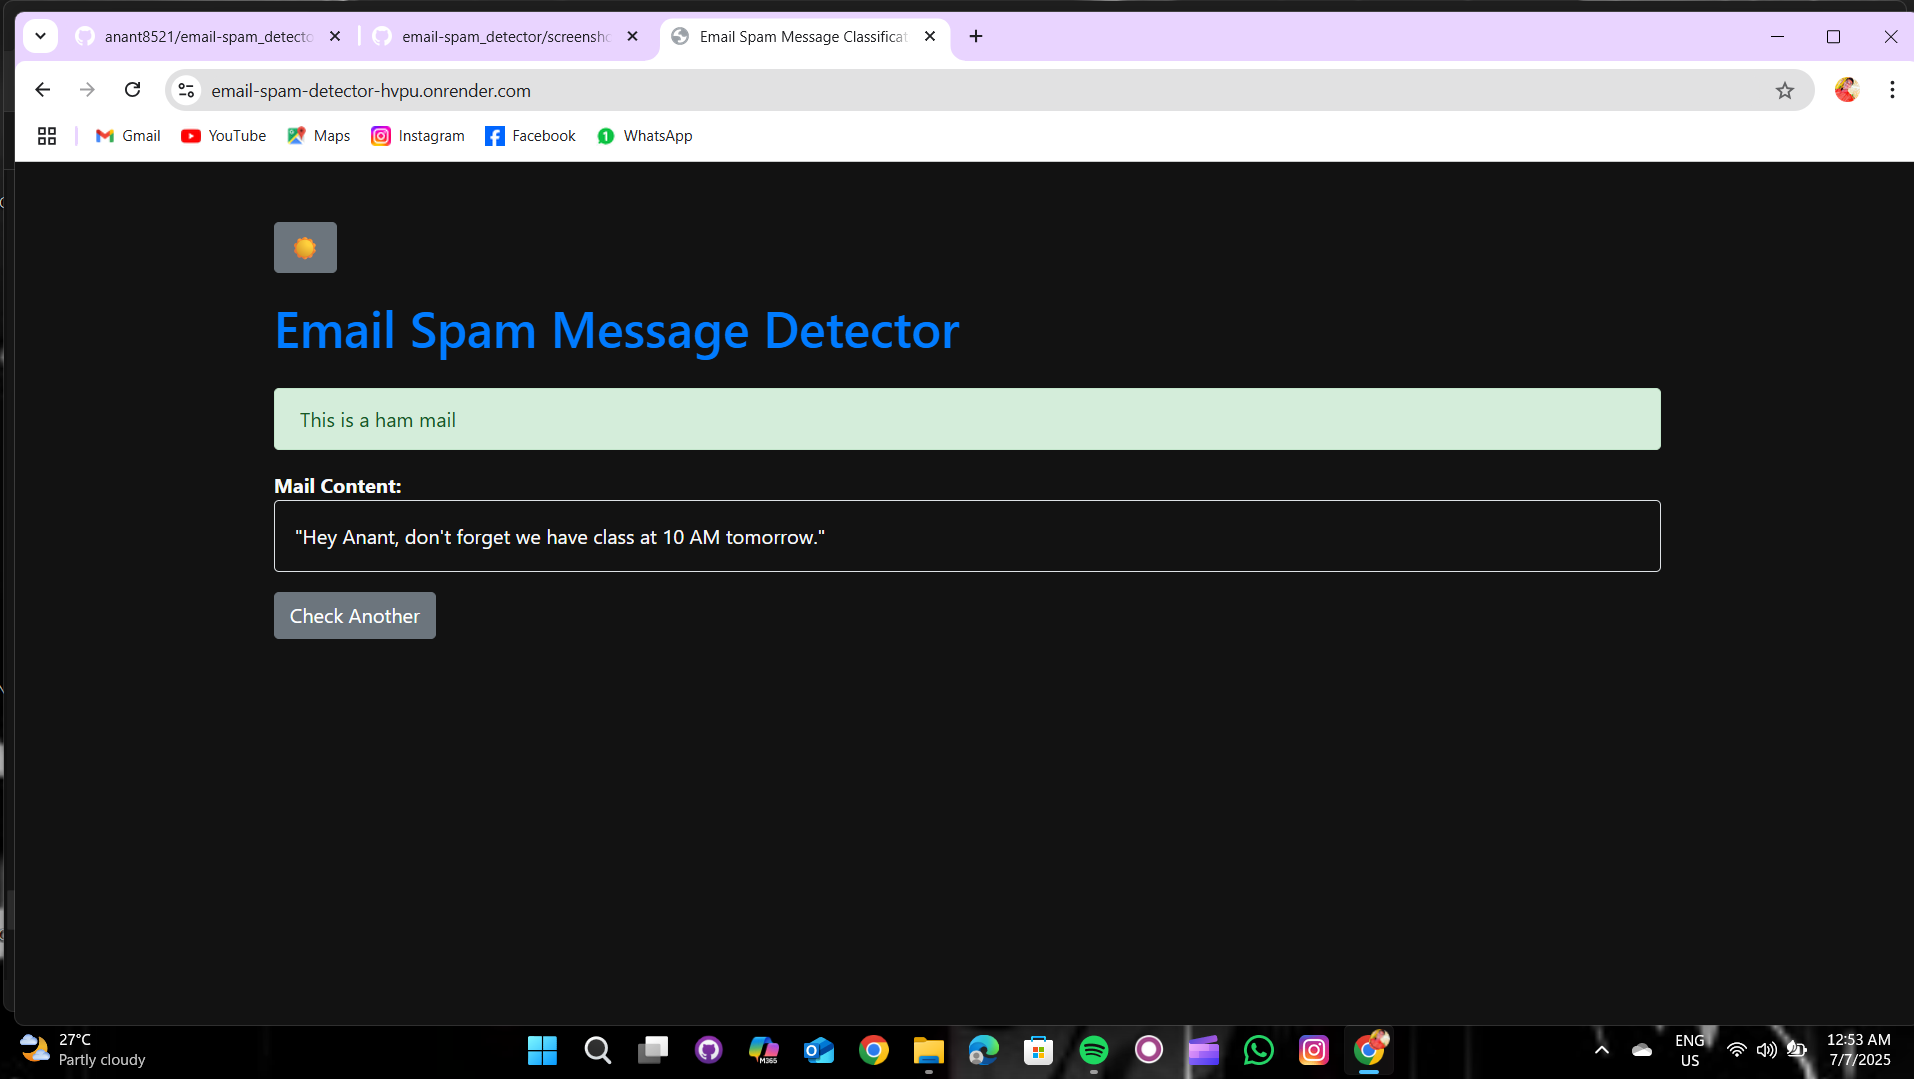 anant8521/email-spam_detecto
email-spam_detector/screensho
Email Spam Message Classificat
email-spam-detector-hvpu.onrender.com
Gmail
YouTube
Maps
Instagram
Facebook
1
WhatsApp
Email Spam Message Detector
This is a ham mail
Mail Content:
"Hey Anant, don't forget we have class at 10 AM tomorrow."
Check Another
27°C
Partly cloudy
M365
ENG
US
12:53 AM
7/7/2025